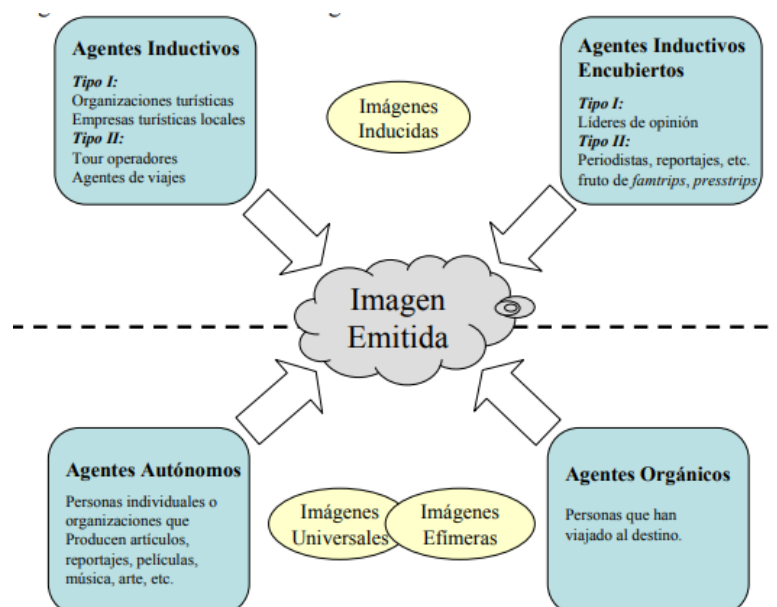 Agentes Inductivos
Tipo I:
Organizaciones turísticas
Empresas turísticas locales
Tipo II:
Tour operadores
Agentes de viajes
Imágenes
Inducidas
Agentes Inductivos
Encubiertos
Tipo I:
Líderes de opinión
Tipo II:
Periodistas, reportajes, etc.
fruto de famtrips, presstrips
Imagen
Emitida
Agentes Autónomos
Personas individuales o
organizaciones que
Producen artículos,
reportajes, películas,
música, arte, etc.
Imágenes
Universales
Imágenes
Efímeras
Agentes Orgánicos
Personas que han
viajado al destino.